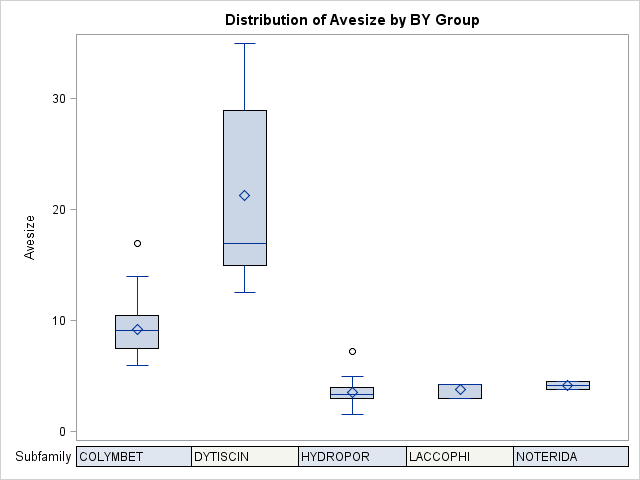 Distribution of Avesize by BY Group
30
20
10
0
Avesize
Subfamily COLYMBET DYTISCIN HYDROPOR LACCOPHI NOTERIDA